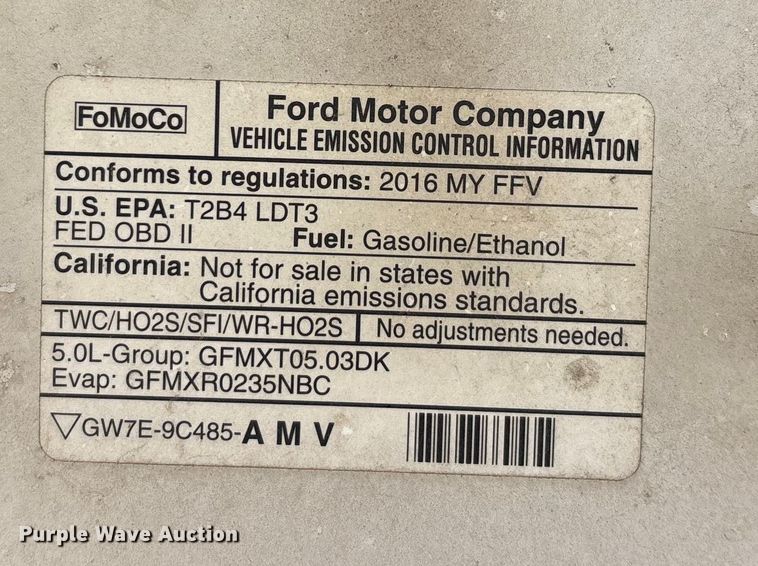 FoMoCo
Ford Motor Company
VEHICLE EMISSION CONTROL INFORMATION
Conforms to regulations: 2016 MY FFV
U.S. EPA: T2B4 LDT3
FED OBD II Fuel: Gasoline/Ethanol
California: Not for sale in states with
California emissions standards.
TWC/HO2S/SFI/WR-HO2S No adjustments needed.
5.0L-Group: GFMXT05.03DK
Evap: GFMXR0235NBC
GW7E-9C485-A M V
Purple Wave Auction